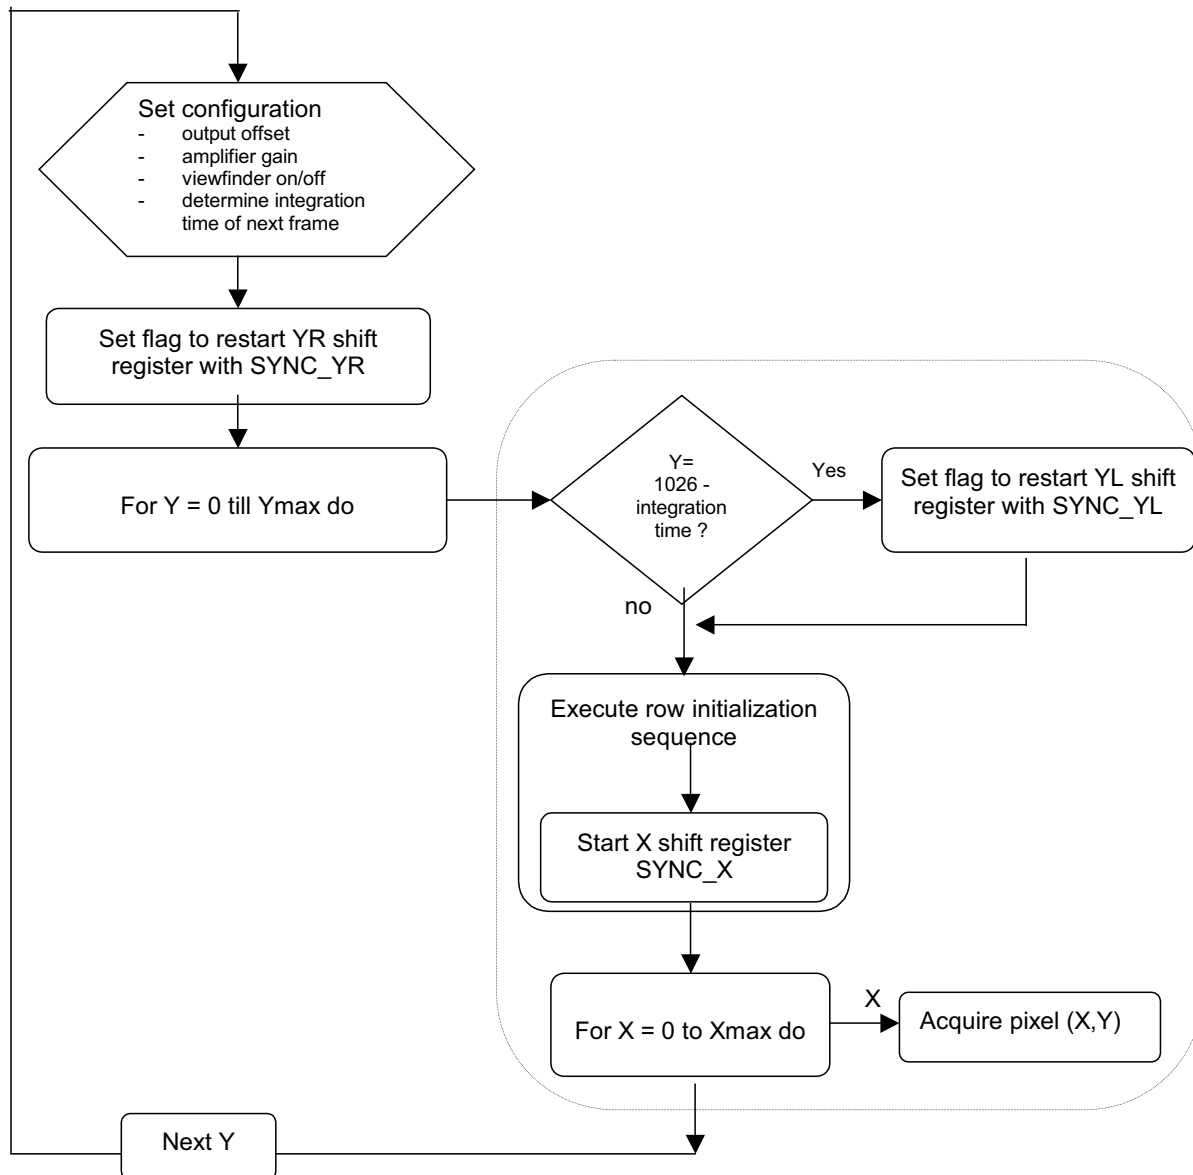 Set configuration
- output offset
- amplifier gain
- viewfinder on/off
- determine integration
time of next frame
Set flag to restart YR shift
register with SYNC_YR
For Y = 0 till Ymax do
Y=
1026 -
integration
time ?
Yes
Set flag to restart YL shift
register with SYNC_YL
no
Execute row initialization
sequence
Start X shift register
SYNC_X
For X = 0 to Xmax do
X
Acquire pixel (X,Y)
Next Y